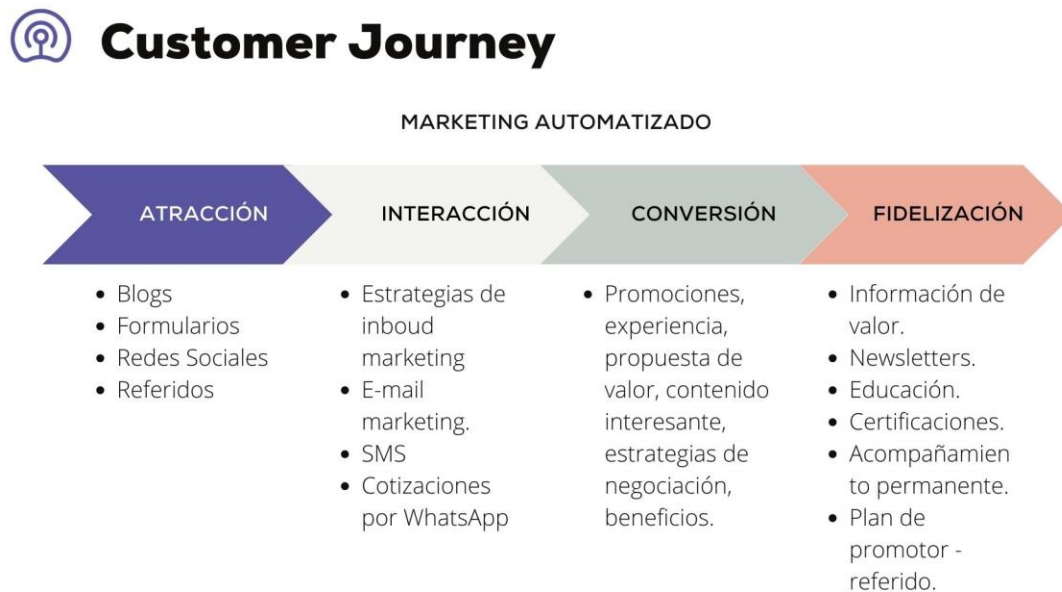 Customer Journey
MARKETING AUTOMATIZADO
ATRACCIÓN
INTERACCIÓN
CONVERSIÓN
FIDELIZACIÓN
• Blogs
• Formularios
• Redes Sociales
• Referidos
• Estrategias de
inboud
marketing
• E-mail
marketing.
• SMS
• Cotizaciones
por WhatsApp
• Promociones,
experiencia,
propuesta de
valor, contenido
interesante,
estrategias de
negociación,
beneficios.
• Información de
valor.
• Newsletters.
• Educación.
• Certificaciones.
• Acompañamien
to permanente.
• Plan de
promotor -
referido.